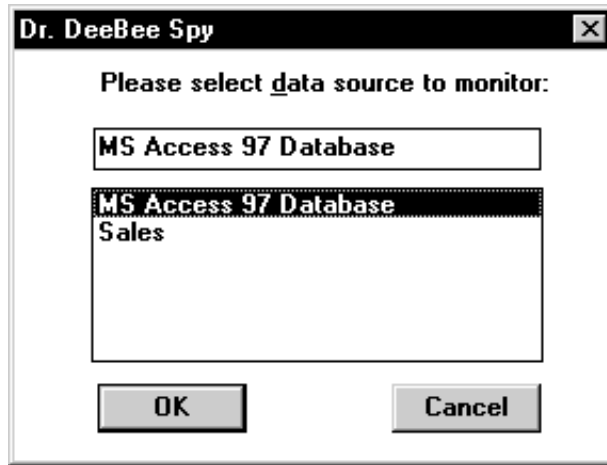 Dr. DeeBee Spy
Please select data source to monitor:
MS Access 97 Database
MS Access 97 Database
Sales
OK Cancel